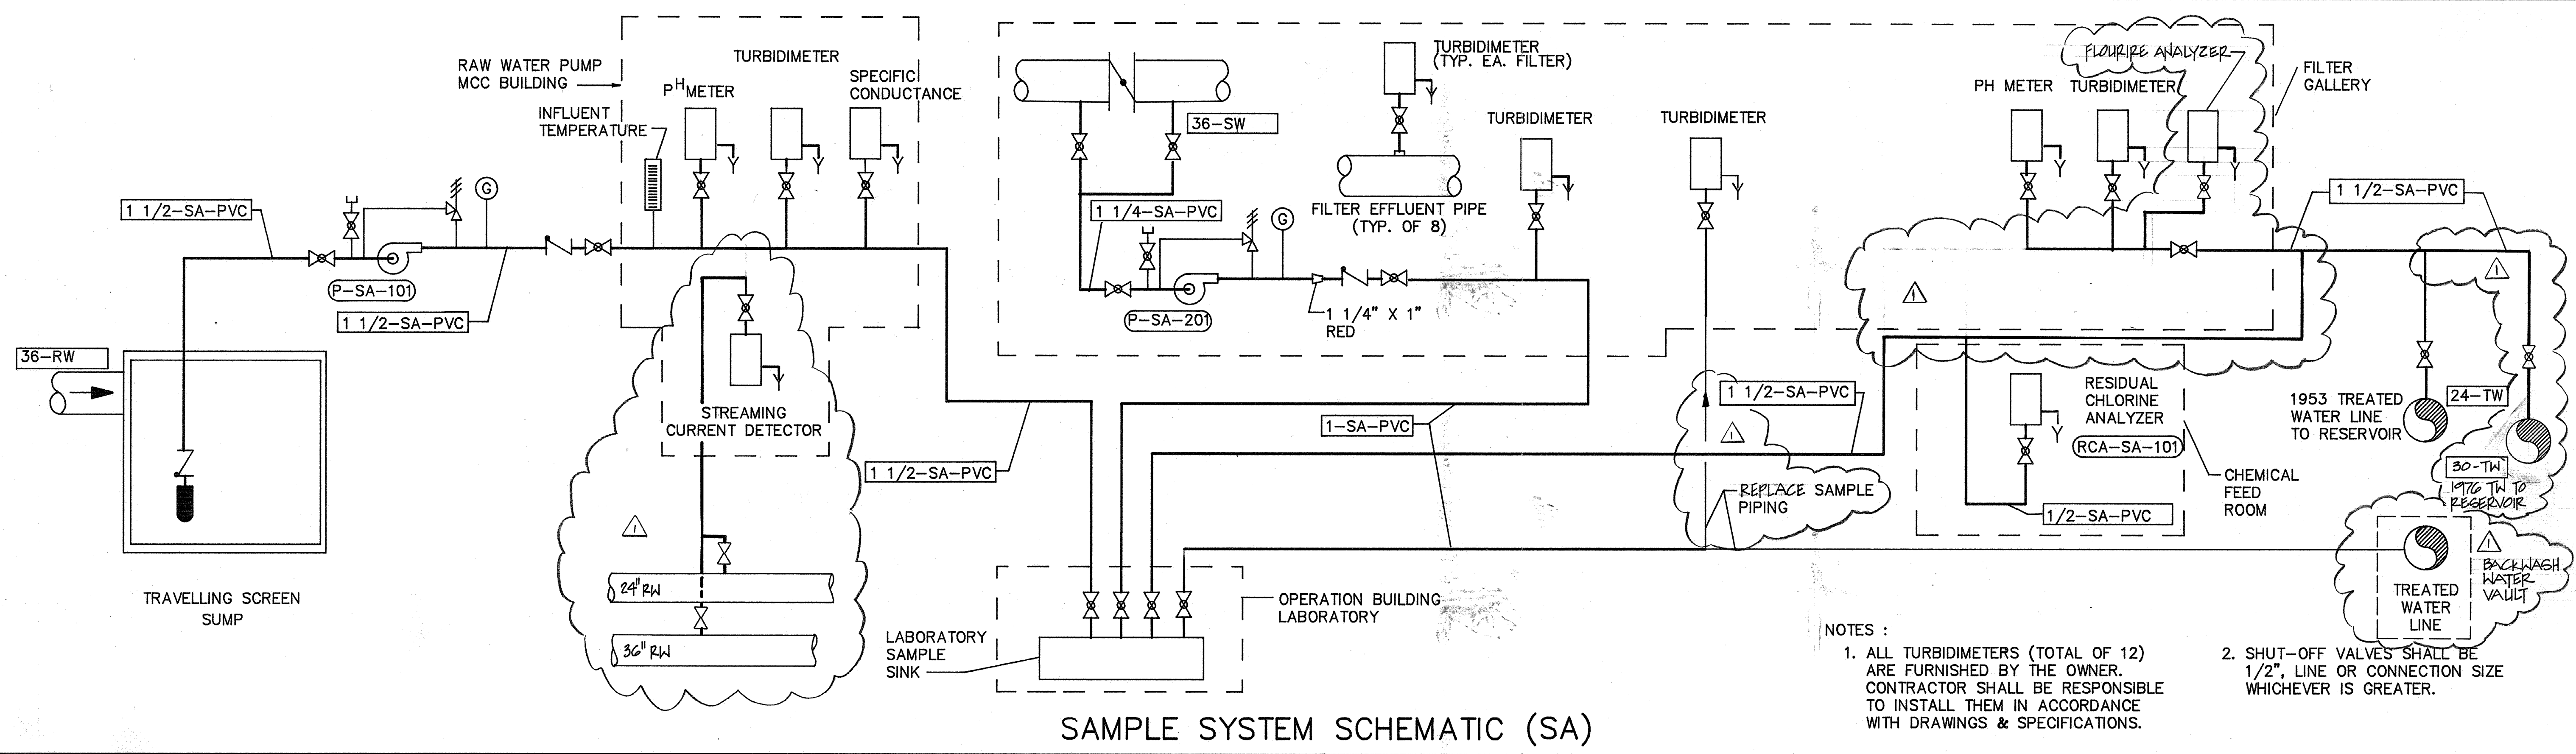 RAW WATER PUMP
MCC BUILDING
INFLUENT
TEMPERATURE
PH METER
TURBIDIMETER
SPECIFIC
CONDUCTANCE
1 1/2-SA-PVC
G
P-SA-101
1 1/2-SA-PVC
36-RW
TRAVELLING SCREEN
SUMP
STREAMING
CURRENT DETECTOR
1
24" RW
36" RW
1 1/2-SA-PVC
36-SW
1 1/4-SA-PVC
G
P-SA-201
1 1/4" X 1"
RED
TURBIDIMETER
(TYP. EA. FILTER)
FILTER EFFLUENT PIPE
(TYP. OF 8)
TURBIDIMETER
TURBIDIMETER
1-SA-PVC
1 1/2-SA-PVC
1
REPLACE SAMPLE
PIPING
LABORATORY
SAMPLE
SINK
OPERATION BUILDING
LABORATORY
FLOURIRE ANALYZER
PH METER
TURBIDIMETER
FILTER
GALLERY
1 1/2-SA-PVC
1
1
RESIDUAL
CHLORINE
ANALYZER
RCA-SA-101
1/2-SA-PVC
CHEMICAL
FEED
ROOM
1953 TREATED
WATER LINE
TO RESERVOIR
24-TW
30-TW
1976 TW TO
RESERVOIR
1
BACKWASH
WATER
VAULT
TREATED
WATER
LINE
NOTES :
1. ALL TURBIDIMETERS (TOTAL OF 12)
ARE FURNISHED BY THE OWNER.
CONTRACTOR SHALL BE RESPONSIBLE
TO INSTALL THEM IN ACCORDANCE
WITH DRAWINGS & SPECIFICATIONS.
2. SHUT-OFF VALVES SHALL BE
1/2", LINE OR CONNECTION SIZE
WHICHEVER IS GREATER.
SAMPLE SYSTEM SCHEMATIC (SA)